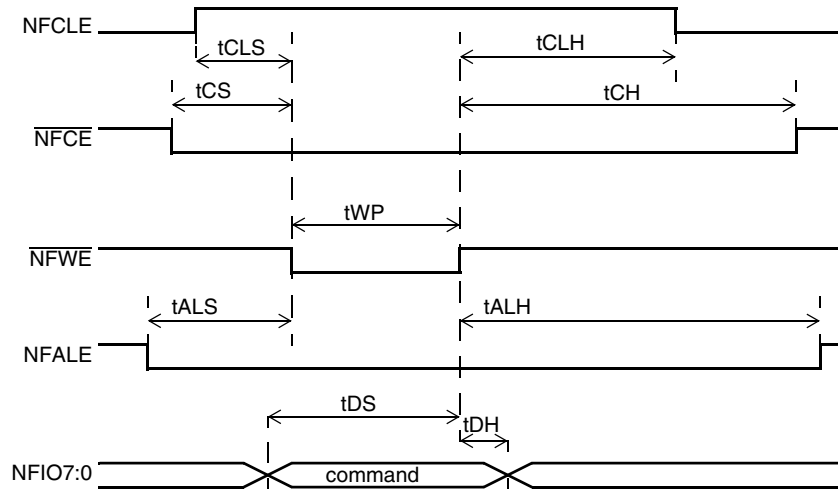 NFCLE
tCLS
tCLH
tCS
tCH
NFCE
tWP
NFWE
tALS
tALH
NFALE
tDS
tDH
NFIO7:0
command